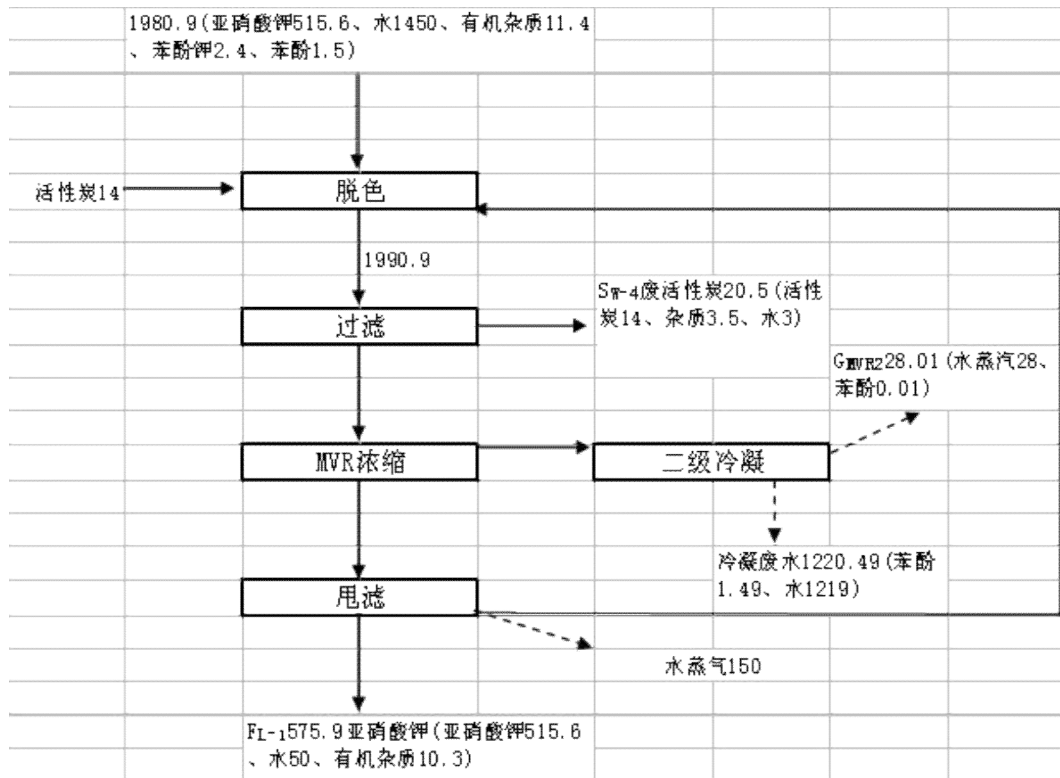 1980.9(亚硝酸钾515.6、水1450、有机杂质11.4
、苯酚钾2.4、苯酚1.5)
活性炭14
脱色
1990.9
过滤
SW-4废活性炭20.5(活性
炭14、杂质3.5、水3)
GMVR228.01(水蒸汽28、
苯酚0.01)
MVR浓缩
二级冷凝
冷凝废水1220.49(苯酚
1.49、水1219)
甩滤
水蒸气150
FL-1575.9亚硝酸钾(亚硝酸钾515.6
、水50、有机杂质10.3)